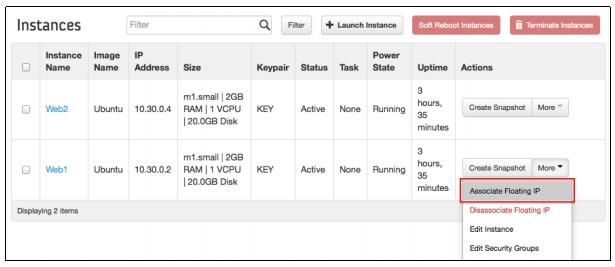 Instances
Filter
Filter
+ Launch Instance
Soft Reboot Instances
Terminate Instances
Instance Name
Image Name
IP Address
Size
Keypair
Status
Task
Power State
Uptime
Actions
Web2
Ubuntu
10.30.0.4
m1.small | 2GB
RAM | 1 VCPU
| 20.0GB Disk
KEY
Active
None
Running
3
hours,
35
minutes
Create Snapshot
More
Web1
Ubuntu
10.30.0.2
m1.small | 2GB
RAM | 1 VCPU
| 20.0GB Disk
KEY
Active
None
Running
3
hours,
35
minutes
Create Snapshot
More
Associate Floating IP
Disassociate Floating IP
Edit Instance
Edit Security Groups
Displaying 2 items